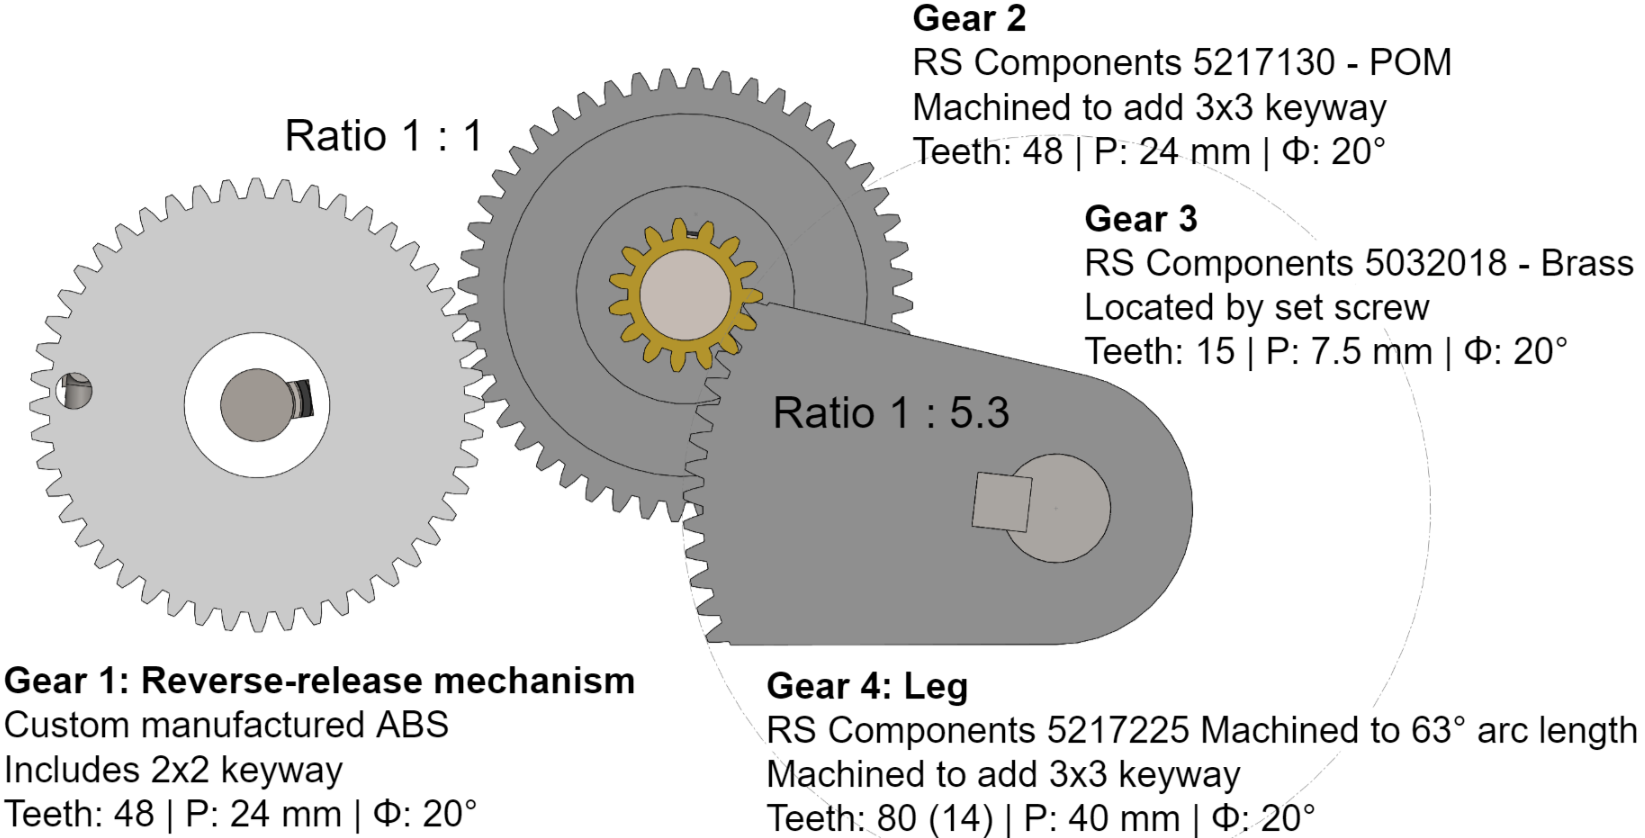 Gear 2
RS Components 5217130 - POM
Machined to add 3x3 keyway
Teeth: 48 | P: 24 mm | Φ: 20°
Ratio 1 : 1
Gear 3
RS Components 5032018 - Brass
Located by set screw
Teeth: 15 | P: 7.5 mm | Φ: 20°
Ratio 1 : 5.3
Gear 1: Reverse-release mechanism
Custom manufactured ABS
Includes 2x2 keyway
Teeth: 48 | P: 24 mm | Φ: 20°
Gear 4: Leg
RS Components 5217225 Machined to 63° arc length
Machined to add 3x3 keyway
Teeth: 80 (14) | P: 40 mm | Φ: 20°